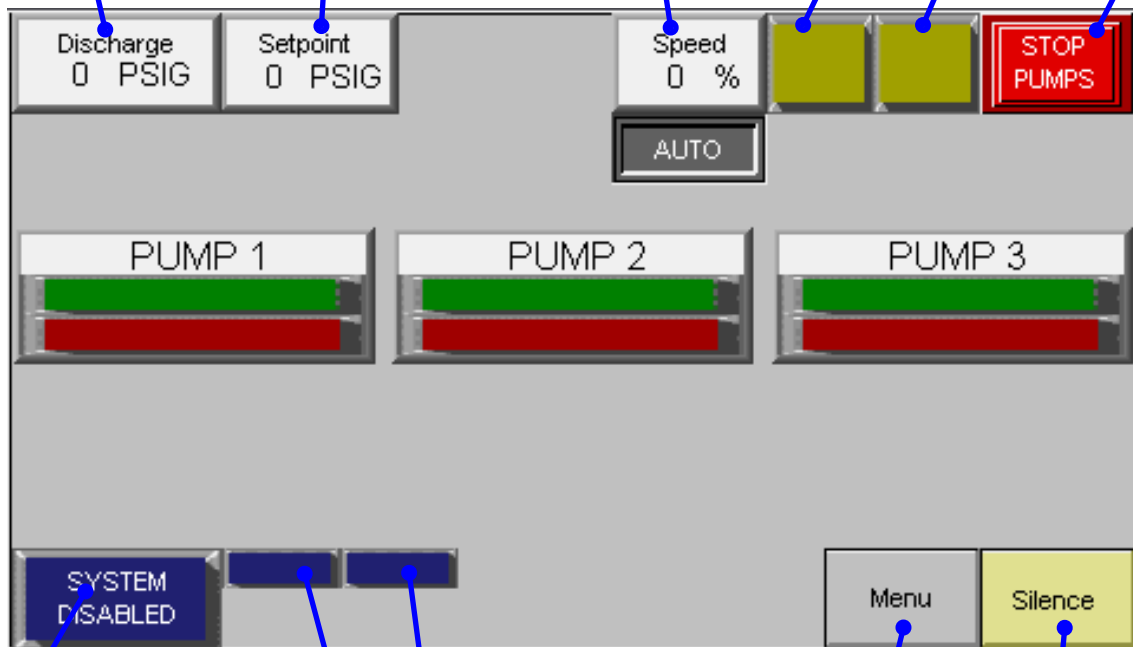 Discharge
0 PSIG
Setpoint
0 PSIG
Speed
0 %
STOP
PUMPS
AUTO
PUMP 1
PUMP 2
PUMP 3
SYSTEM
DISABLED
Menu
Silence